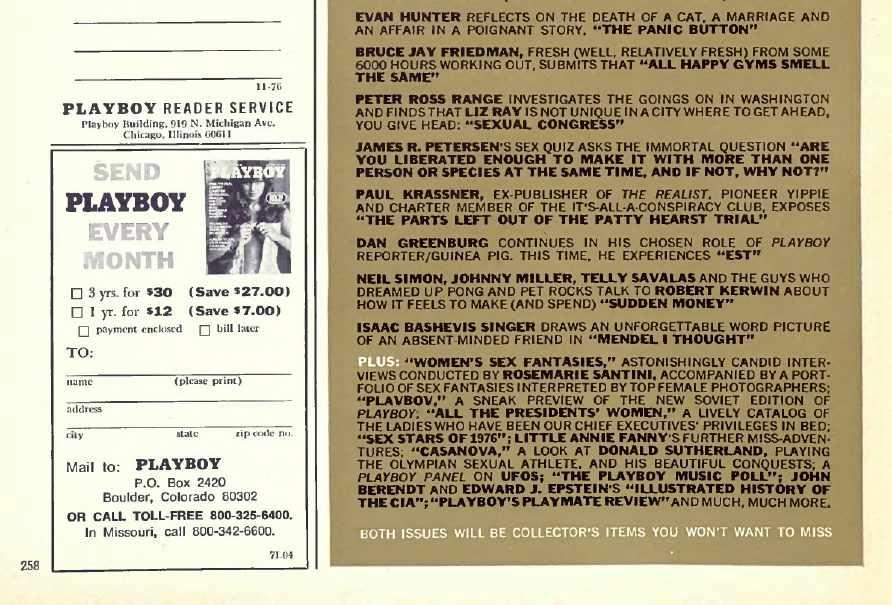 11-76
PLAYBOY READER SERVICE
Playboy Building, 919 N. Michigan Ave.
Chicago, Illinois 60611
SEND
PLAYBOY
EVERY
MONTH
PLAYBOY
3 yrs. for $30 (Save $27.00)
1 yr. for $12 (Save $7.00)
payment enclosed bill later
TO:
name (please print)
address
city state zip code no.
Mail to: PLAYBOY
P.O. Box 2420
Boulder, Colorado 80302
OR CALL TOLL-FREE 800-325-6400.
In Missouri, call 800-342-6600.
7L04
258
EVAN HUNTER REFLECTS ON THE DEATH OF A CAT, A MARRIAGE AND
AN AFFAIR IN A POIGNANT STORY, "THE PANIC BUTTON"
BRUCE JAY FRIEDMAN, FRESH (WELL, RELATIVELY FRESH) FROM SOME
6000 HOURS WORKING OUT, SUBMITS THAT "ALL HAPPY GYMS SMELL
THE SAME"
PETER ROSS RANGE INVESTIGATES THE GOINGS ON IN WASHINGTON
AND FINDS THAT LIZ RAY IS NOT UNIQUE IN A CITY WHERE TO GET AHEAD,
YOU GIVE HEAD: "SEXUAL CONGRESS"
JAMES R. PETERSEN'S SEX QUIZ ASKS THE IMMORTAL QUESTION "ARE
YOU LIBERATED ENOUGH TO MAKE IT WITH MORE THAN ONE
PERSON OR SPECIES AT THE SAME TIME, AND IF NOT, WHY NOT?"
PAUL KRASSNER, EX-PUBLISHER OF THE REALIST, PIONEER YIPPIE
AND CHARTER MEMBER OF THE IT'S-ALL-A-CONSPIRACY CLUB, EXPOSES
"THE PARTS LEFT OUT OF THE PATTY HEARST TRIAL"
DAN GREENBURG CONTINUES IN HIS CHOSEN ROLE OF PLAYBOY
REPORTER/GUINEA PIG. THIS TIME, HE EXPERIENCES "EST"
NEIL SIMON, JOHNNY MILLER, TELLY SAVALAS AND THE GUYS WHO
DREAMED UP PONG AND PET ROCKS TALK TO ROBERT KERWIN ABOUT
HOW IT FEELS TO MAKE (AND SPEND) "SUDDEN MONEY"
ISAAC BASHEVIS SINGER DRAWS AN UNFORGETTABLE WORD PICTURE
OF AN ABSENT-MINDED FRIEND IN "MENDEL I THOUGHT"
PLUS: "WOMEN'S SEX FANTASIES," ASTONISHINGLY CANDID INTER-
VIEWS CONDUCTED BY ROSEMARIE SANTINI, ACCOMPANIED BY A PORT-
FOLIO OF SEX FANTASIES INTERPRETED BY TOP FEMALE PHOTOGRAPHERS;
"PLAVBOV," A SNEAK PREVIEW OF THE NEW SOVIET EDITION OF
PLAYBOY; "ALL THE PRESIDENTS' WOMEN," A LIVELY CATALOG OF
THE LADIES WHO HAVE BEEN OUR CHIEF EXECUTIVES' PRIVILEGES IN BED;
"SEX STARS OF 1976"; LITTLE ANNIE FANNY'S FURTHER MISS-ADVEN-
TURES; "CASANOVA," A LOOK AT DONALD SUTHERLAND, PLAYING
THE OLYMPIAN SEXUAL ATHLETE, AND HIS BEAUTIFUL CONQUESTS; A
PLAYBOY PANEL ON UFOS; "THE PLAYBOY MUSIC POLL"; JOHN
BERENDT AND EDWARD J. EPSTEIN'S "ILLUSTRATED HISTORY OF
THE CIA"; "PLAYBOY'S PLAYMATE REVIEW" AND MUCH, MUCH MORE.
BOTH ISSUES WILL BE COLLECTOR'S ITEMS YOU WON'T WANT TO MISS